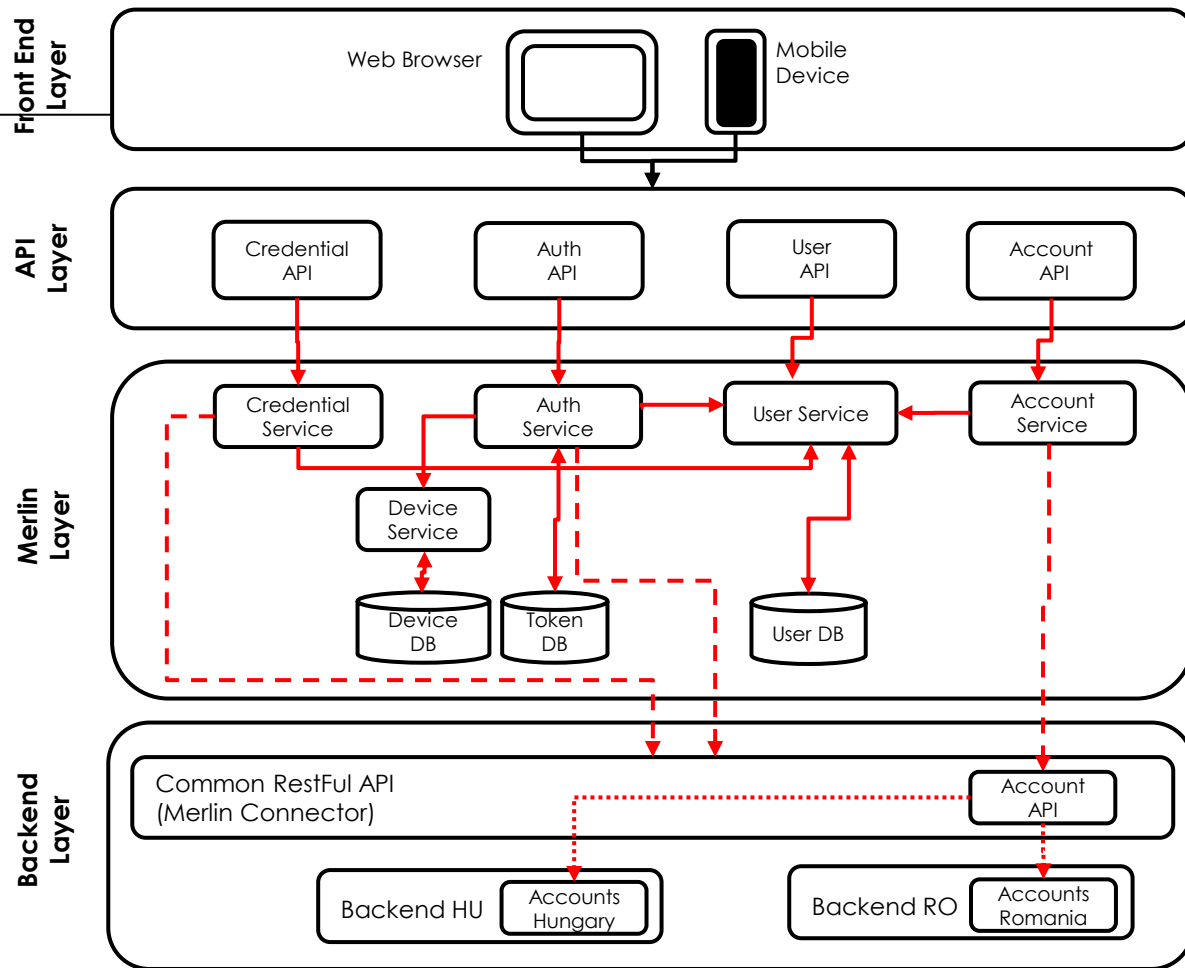 Front End
Layer
Web Browser
Mobile
Device
API
Layer
Credential
API
Auth
API
User
API
Account
API
Merlin
Layer
Credential
Service
Auth
Service
User Service
Account
Service
Device
Service
Device
DB
Token
DB
User DB
Backend
Layer
Common RestFul API
(Merlin Connector)
Account
API
Backend HU
Accounts
Hungary
Backend RO
Accounts
Romania